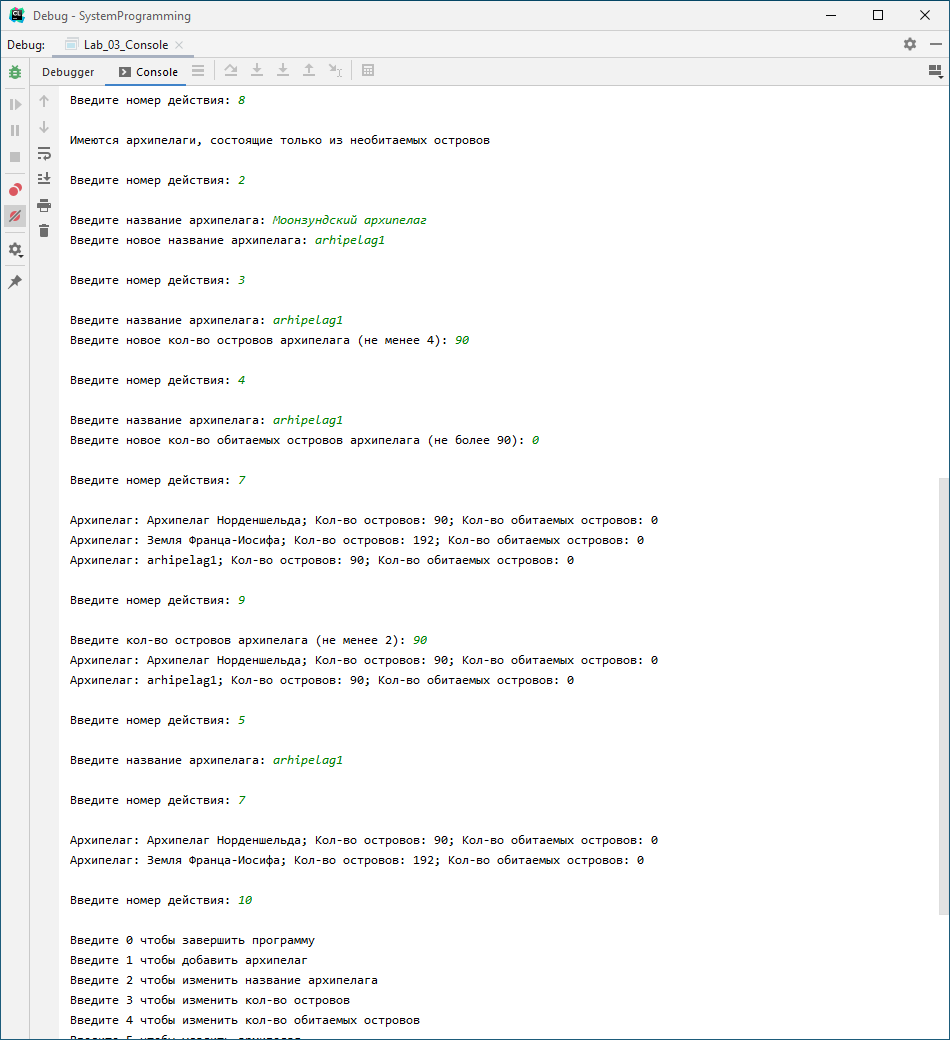 Debug - SystemProgramming
Debug: Lab_03_Console
Debugger Console
Введите номер действия: 8
Имеются архипелаги, состоящие только из необитаемых островов
Введите номер действия: 2
Введите название архипелага: Моонзундский архипелаг
Введите новое название архипелага: arhipelag1
Введите номер действия: 3
Введите название архипелага: arhipelag1
Введите новое кол-во островов архипелага (не менее 4): 90
Введите номер действия: 4
Введите название архипелага: arhipelag1
Введите новое кол-во обитаемых островов архипелага (не более 90): 0
Введите номер действия: 7
Архипелаг: Архипелаг Норденшельда; Кол-во островов: 90; Кол-во обитаемых островов: 0
Архипелаг: Земля Франца-Иосифа; Кол-во островов: 192; Кол-во обитаемых островов: 0
Архипелаг: arhipelag1; Кол-во островов: 90; Кол-во обитаемых островов: 0
Введите номер действия: 9
Введите кол-во островов архипелага (не менее 2): 90
Архипелаг: Архипелаг Норденшельда; Кол-во островов: 90; Кол-во обитаемых островов: 0
Архипелаг: arhipelag1; Кол-во островов: 90; Кол-во обитаемых островов: 0
Введите номер действия: 5
Введите название архипелага: arhipelag1
Введите номер действия: 7
Архипелаг: Архипелаг Норденшельда; Кол-во островов: 90; Кол-во обитаемых островов: 0
Архипелаг: Земля Франца-Иосифа; Кол-во островов: 192; Кол-во обитаемых островов: 0
Введите номер действия: 10
Введите 0 чтобы завершить программу
Введите 1 чтобы добавить архипелаг
Введите 2 чтобы изменить название архипелага
Введите 3 чтобы изменить кол-во островов
Введите 4 чтобы изменить кол-во обитаемых островов